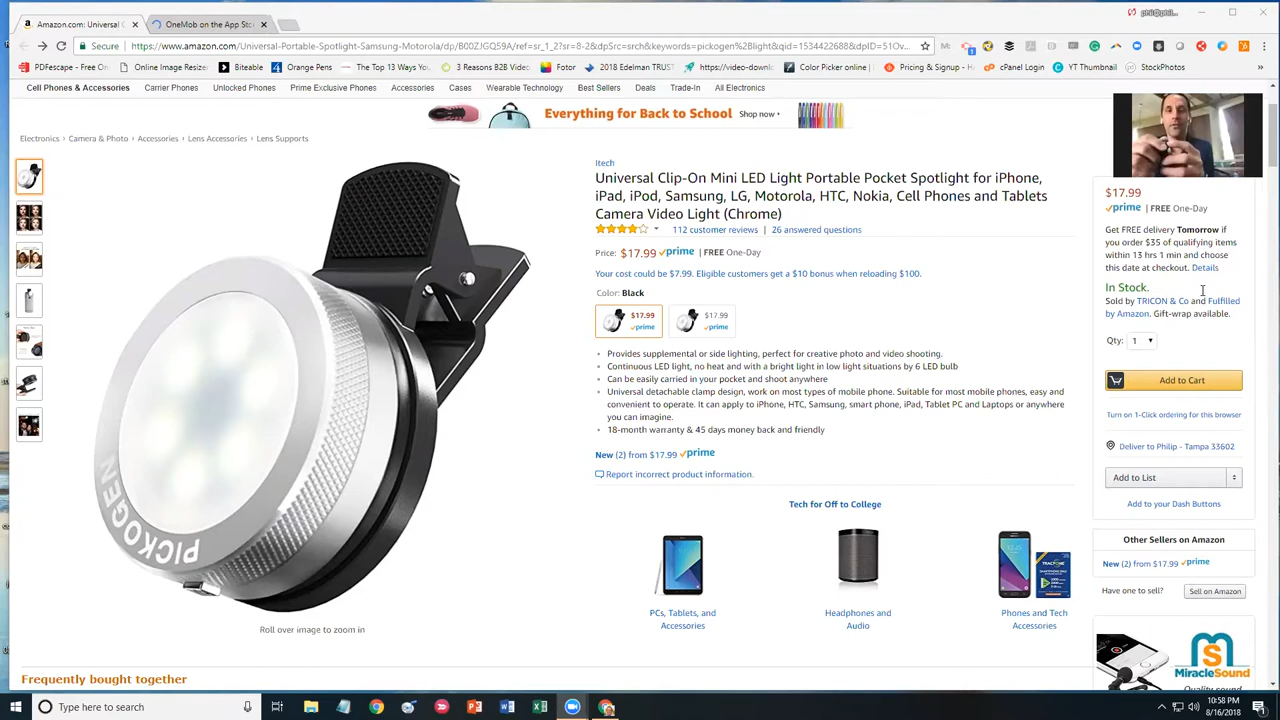 Amazon.com: Universal C
OneMob on the App Sto
Secure
https://www.amazon.com/Universal-Portable-Spotlight-Samsung-Motorola/dp/B00ZJGQ59A/ref=sr_1_2?sr=8-2&dpSrc=srch&keywords=pickogen%2Blight&qid=1534422688&dpID=51Ov...
PDFescape - Free On
Online Image Resizer
Biteable
Orange Pens
The Top 13 Ways You
3 Reasons B2B Video
Fotor
2018 Edelman TRUST
https://video-downlo
Color Picker online
Pricing & Signup - H
cPanel Login
YT Thumbnail
StockPhotos
Cell Phones & Accessories
Carrier Phones
Unlocked Phones
Prime Exclusive Phones
Accessories
Cases
Wearable Technology
Best Sellers
Deals
Trade-In
All Electronics
Everything for Back to School Shop now ›
Electronics › Camera & Photo › Accessories › Lens Accessories › Lens Supports
PICKOGEN
Roll over image to zoom in
Itech
Universal Clip-On Mini LED Light Portable Pocket Spotlight for iPhone,
iPad, iPod, Samsung, LG, Motorola, HTC, Nokia, Cell Phones and Tablets
Camera Video Light (Chrome)
112 customer reviews | 26 answered questions
Price: $17.99 prime | FREE One-Day
Your cost could be $7.99. Eligible customers get a $10 bonus when reloading $100.
Color: Black
$17.99
prime
$17.99
prime
Provides supplemental or side lighting, perfect for creative photo and video shooting.
Continuous LED light, no heat and with a bright light in low light situations by 6 LED bulb
Can be easily carried in your pocket and shoot anywhere
Universal detachable clamp design, work on most types of mobile phone. Suitable for most mobile phones, easy and
convenient to operate. It can apply to iPhone, HTC, Samsung, smart phone, iPad, Tablet PC and Laptops or anywhere
you can imagine.
18-month warranty & 45 days money back and friendly
New (2) from $17.99 prime
Report incorrect product information.
Tech for Off to College
PCs, Tablets, and
Accessories
Headphones and
Audio
TRACFONE
Phones and Tech
Accessories
$17.99
prime | FREE One-Day
Get FREE delivery Tomorrow if
you order $35 of qualifying items
within 13 hrs 1 min and choose
this date at checkout. Details
In Stock.
Sold by TRICON & Co and Fulfilled
by Amazon. Gift-wrap available.
Qty: 1
Add to Cart
Turn on 1-Click ordering for this browser
Deliver to Philip - Tampa 33602
Add to List
Add to your Dash Buttons
Other Sellers on Amazon
New (2) from $17.99 prime
Have one to sell?
Sell on Amazon
MiracleSound
Quality sound
Frequently bought together
Type here to search
10:58 PM
8/16/2018